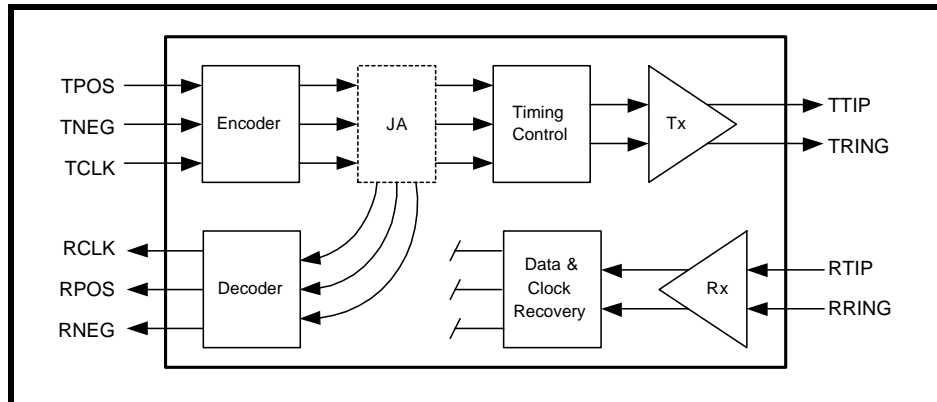 TPOS
TNEG
TCLK
Encoder
JA
Timing
Control
Tx
TTIP
TRING
RCLK
RPOS
RNEG
Decoder
Data &
Clock
Recovery
Rx
RTIP
RRING